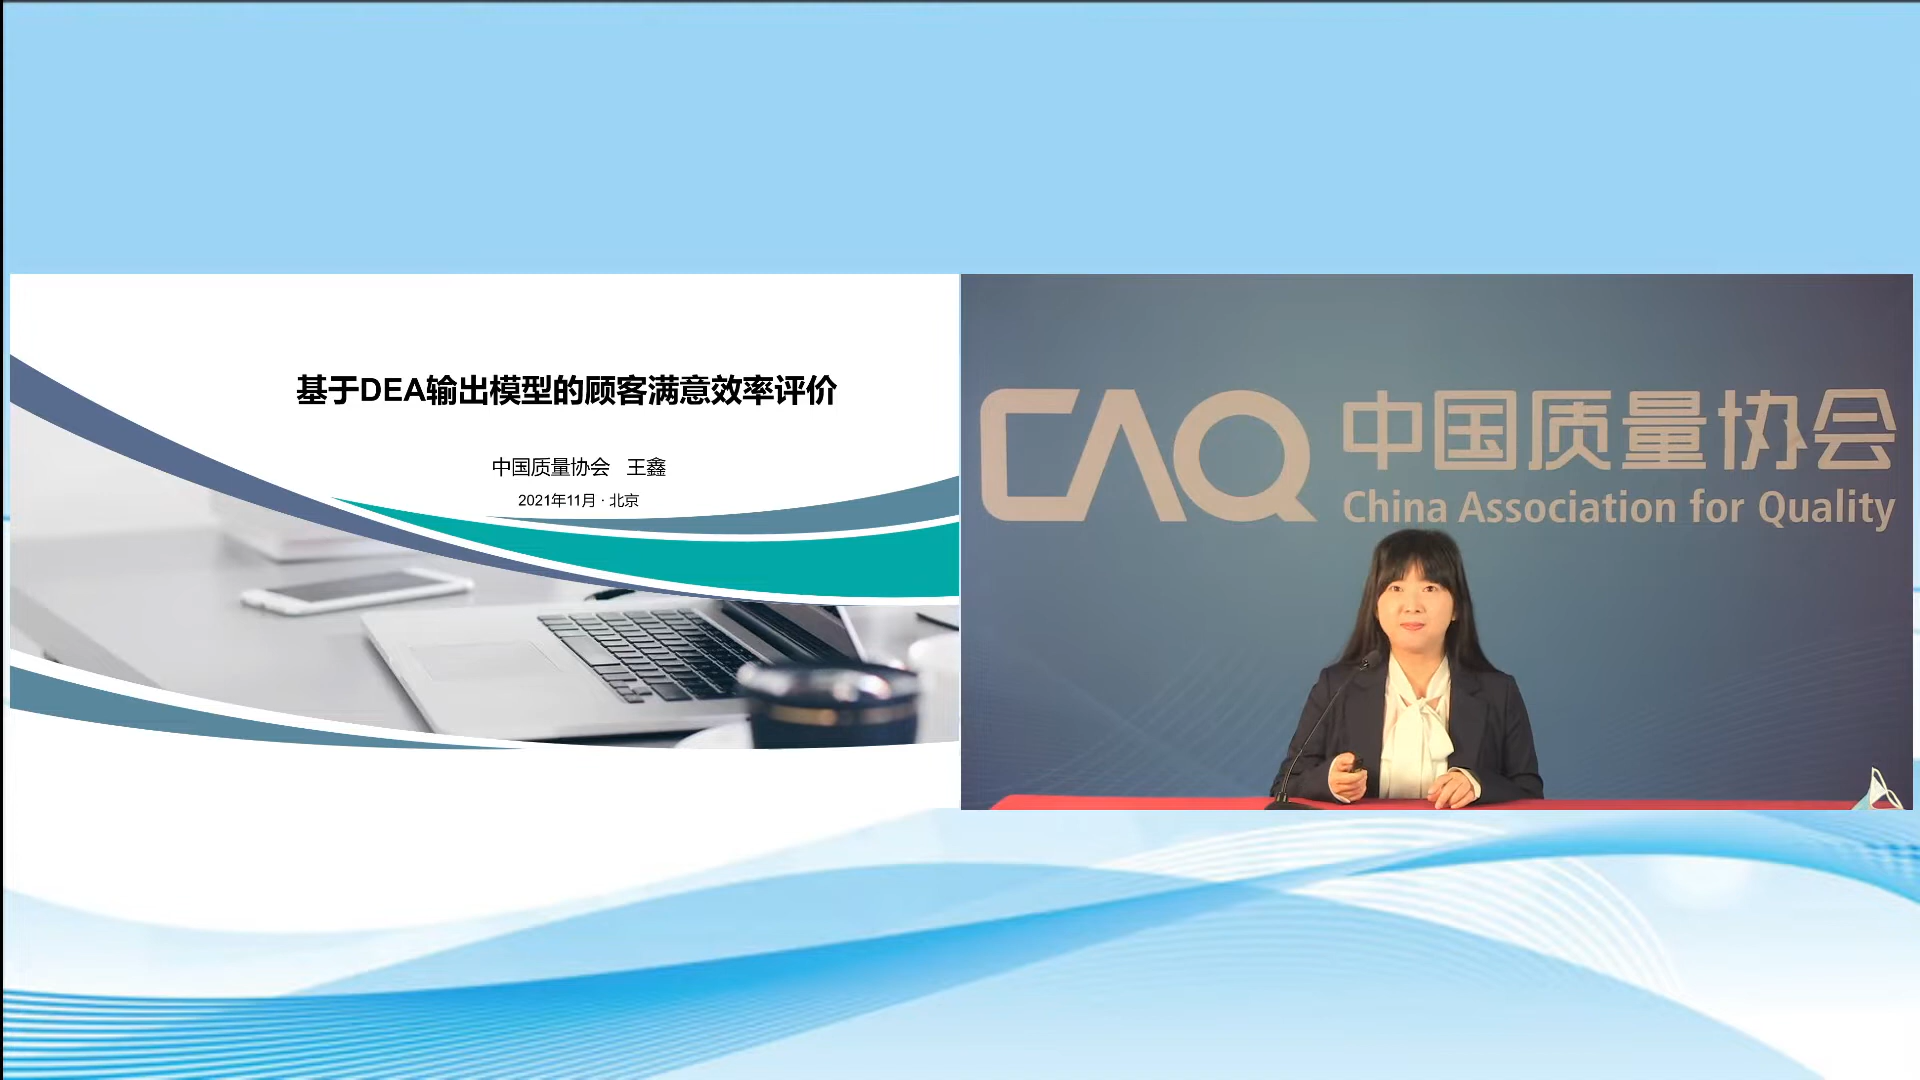 基于DEA输出模型的顾客满意效率评价
中国质量协会 王鑫
2021年11月 · 北京
CAQ 中国质量协会
China Association for Quality